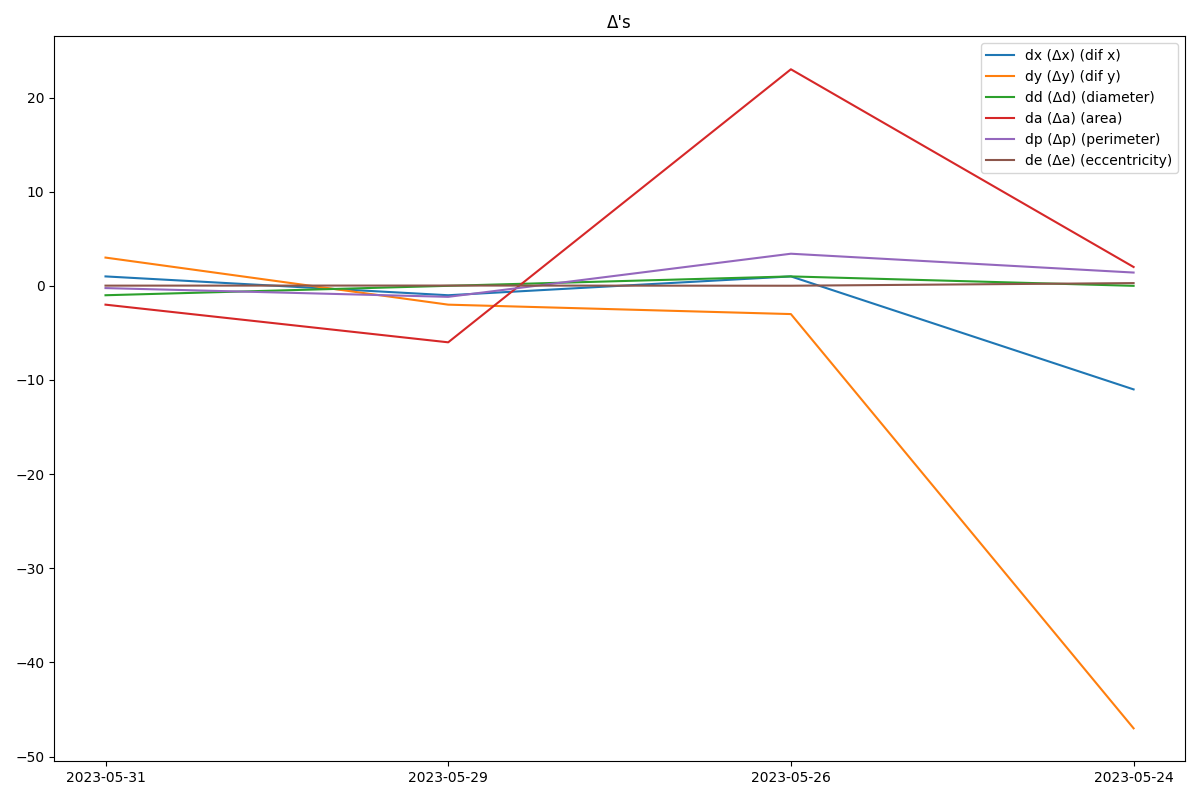 Δ's
dx (Δx) (dif x)
dy (Δy) (dif y)
dd (Δd) (diameter)
da (Δa) (area)
dp (Δp) (perimeter)
de (Δe) (eccentricity)
20
10
0
−10
−20
−30
−40
−50
2023-05-31 2023-05-29 2023-05-26 2023-05-24